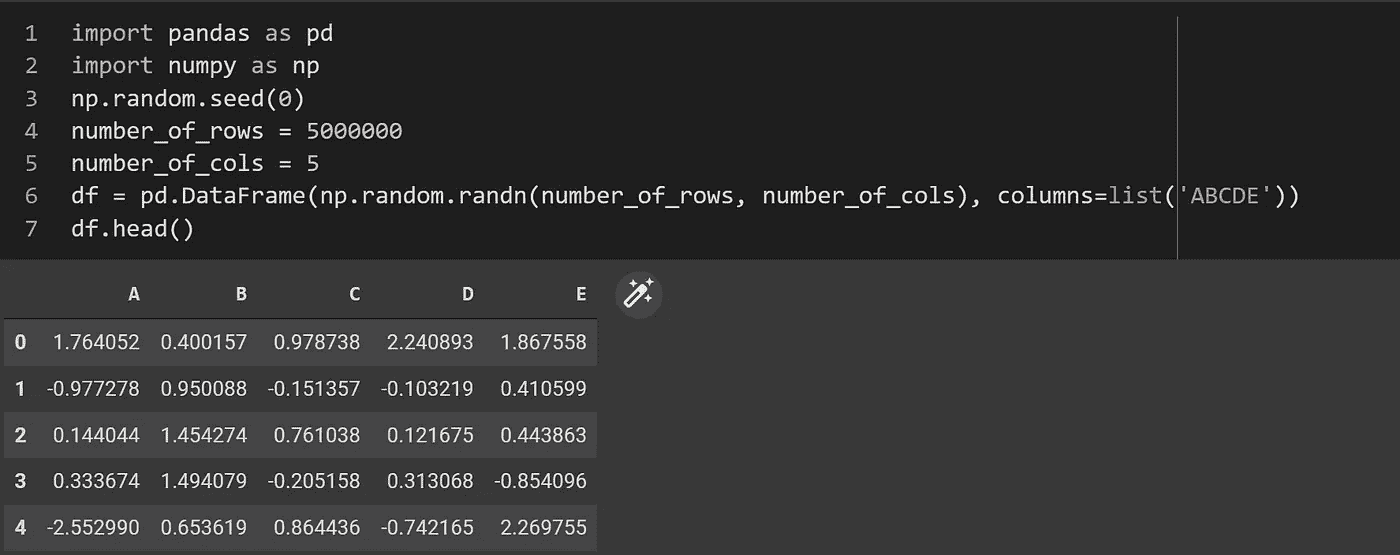 1 import pandas as pd
2 import numpy as np
3 np.random.seed(0)
4 number_of_rows = 5000000
5 number_of_cols = 5
6 df = pd.DataFrame(np.random.randn(number_of_rows, number_of_cols), columns=list('ABCDE'))
7 df.head()
A B C D E
0 1.764052 0.400157 0.978738 2.240893 1.867558
1 -0.977278 0.950088 -0.151357 -0.103219 0.410599
2 0.144044 1.454274 0.761038 0.121675 0.443863
3 0.333674 1.494079 -0.205158 0.313068 -0.854096
4 -2.552990 0.653619 0.864436 -0.742165 2.269755